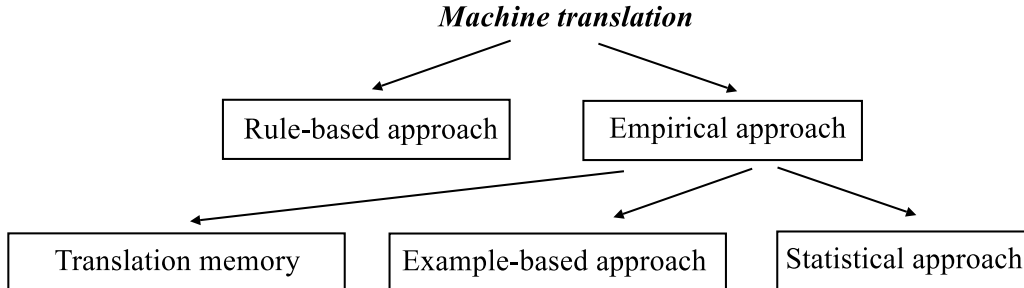 Machine translation
Rule-based approach
Empirical approach
Translation memory
Example-based approach
Statistical approach